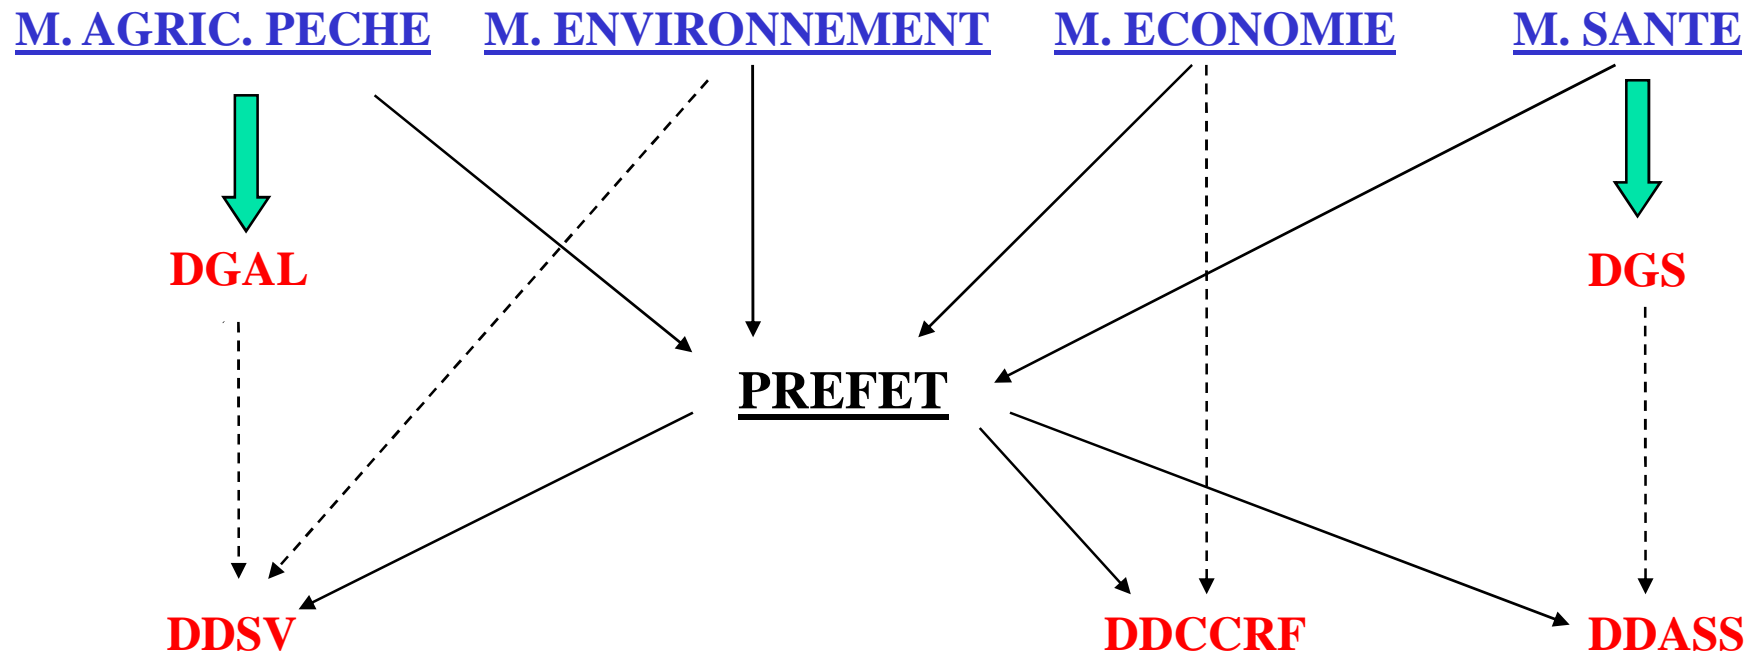 M. AGRIC. PECHE M. ENVIRONNEMENT M. ECONOMIE M. SANTE
DGAL DGS
PREFET
DDSV DDCCRF DDASS